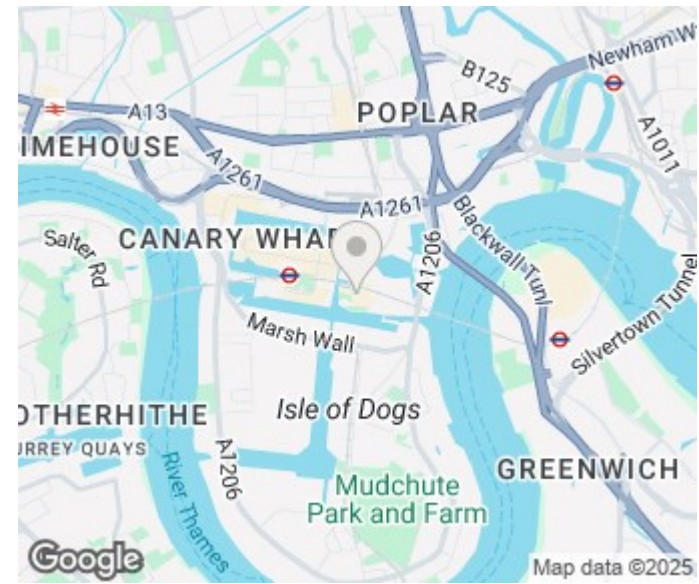 Newham W
B125
A13
POPLAR
IMEHOUSE
A1011
A1261
A1261
Salter Rd
CANARY WHAR
A1206
Blackwall Tunl
Silvertown Tunnel
Marsh Wall
Isle of Dogs
OTHERHITHE
URREY QUAYS
A1206
River Thames
GREENWICH
Mudchute
Park and Farm
Google
Map data ©2025